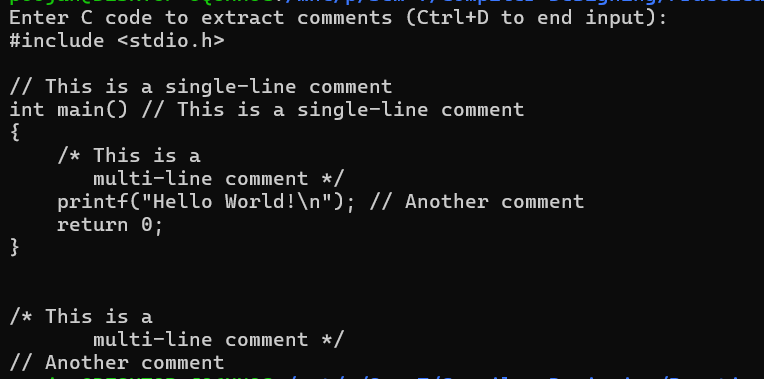 Enter C code to extract comments (Ctrl+D to end input):
#include <stdio.h>
// This is a single-line comment
int main() // This is a single-line comment
{
/* This is a
multi-line comment */
printf("Hello World!\n"); // Another comment
return 0;
}
/* This is a
multi-line comment */
// Another comment